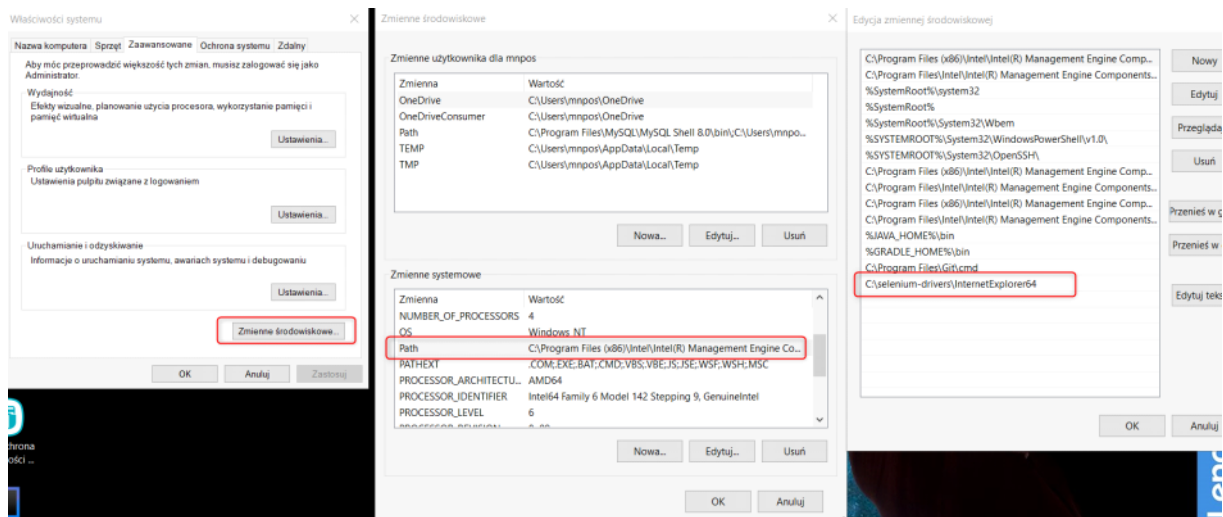 Właściwości systemu
Nazwa komputera Sprzęt Zaawansowane Ochrona systemu Zdalny
Aby móc przeprowadzić większość tych zmian, musisz zalogować się jako
Administrator.
Wydajność
Efekty wizualne, planowanie użycia procesora, wykorzystanie pamięci i
pamięć wirtualna
Ustawienia...
Profile użytkownika
Ustawienia pulpitu związane z logowaniem
Ustawienia...
Uruchamianie i odzyskiwanie
Informacje o uruchamianiu systemu, awariach systemu i debugowaniu
Ustawienia...
Zmienne środowiskowe...
OK Anuluj Zastosuj
hrona
ości ...
Zmienne środowiskowe
Zmienne użytkownika dla mnpos
Zmienna Wartość
OneDrive C:\Users\mnpos\OneDrive
OneDriveConsumer C:\Users\mnpos\OneDrive
Path C:\Program Files\MySQL\MySQL Shell 8.0\bin\;C:\Users\mnpo...
TEMP C:\Users\mnpos\AppData\Local\Temp
TMP C:\Users\mnpos\AppData\Local\Temp
Nowa... Edytuj... Usuń
Zmienne systemowe
Zmienna Wartość
NUMBER_OF_PROCESSORS 4
OS Windows_NT
Path C:\Program Files (x86)\Intel\Intel(R) Management Engine Co...
PATHEXT .COM;.EXE;.BAT;.CMD;.VBS;.VBE;.JS;.JSE;.WSF;.WSH;.MSC
PROCESSOR_ARCHITECTU... AMD64
PROCESSOR_IDENTIFIER Intel64 Family 6 Model 142 Stepping 9, GenuineIntel
PROCESSOR_LEVEL 6
Nowa... Edytuj... Usuń
OK Anuluj
Edycja zmiennej środowiskowej
C:\Program Files (x86)\Intel\Intel(R) Management Engine Comp...
C:\Program Files\Intel\Intel(R) Management Engine Components...
%SystemRoot%\system32
%SystemRoot%
%SystemRoot%\System32\Wbem
%SYSTEMROOT%\System32\WindowsPowerShell\v1.0\
%SYSTEMROOT%\System32\OpenSSH\
C:\Program Files (x86)\Intel\Intel(R) Management Engine Comp...
C:\Program Files\Intel\Intel(R) Management Engine Components...
C:\Program Files (x86)\Intel\Intel(R) Management Engine Comp...
C:\Program Files\Intel\Intel(R) Management Engine Components...
%JAVA_HOME%\bin
%GRADLE_HOME%\bin
C:\Program Files\Git\cmd
C:\selenium-drivers\InternetExplorer64
Nowy
Edytuj
Przegląda
Usuń
Przenieś w g
Przenieś w
Edytuj teks
OK Anuluj